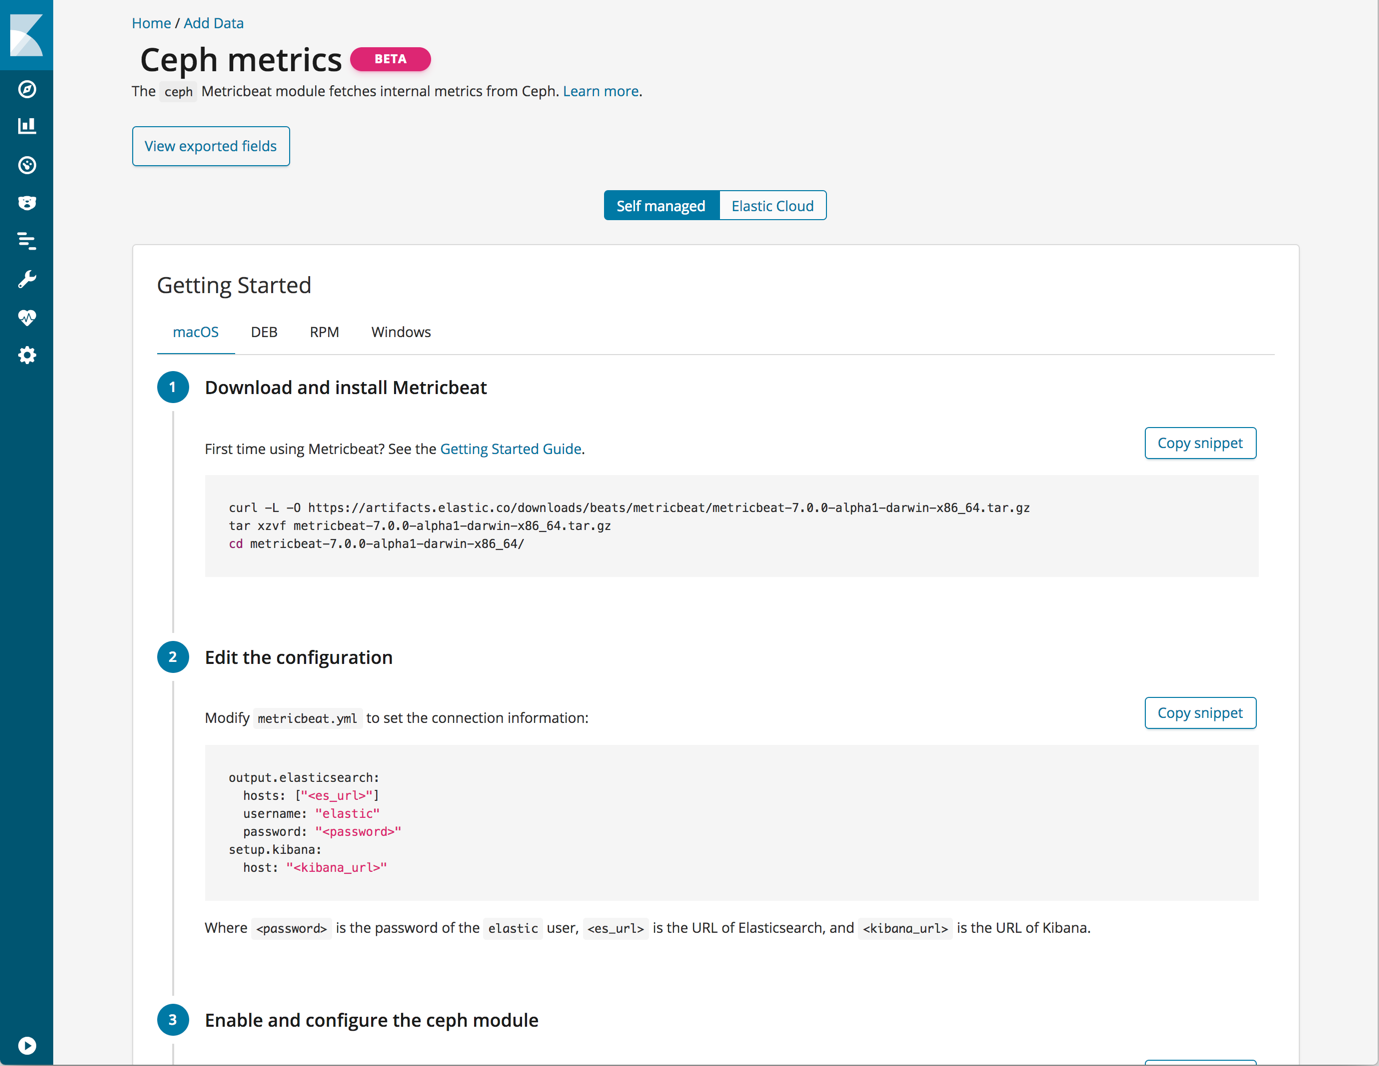 Home / Add Data
Ceph metrics BETA
The ceph Metricbeat module fetches internal metrics from Ceph. Learn more.
View exported fields
Self managed Elastic Cloud
Getting Started
macOS DEB RPM Windows
1 Download and install Metricbeat
First time using Metricbeat? See the Getting Started Guide.
Copy snippet
curl -L -O https://artifacts.elastic.co/downloads/beats/metricbeat/metricbeat-7.0.0-alpha1-darwin-x86_64.tar.gz
tar xzvf metricbeat-7.0.0-alpha1-darwin-x86_64.tar.gz
cd metricbeat-7.0.0-alpha1-darwin-x86_64/
2 Edit the configuration
Modify metricbeat.yml to set the connection information:
Copy snippet
output.elasticsearch:
  hosts: ["<es_url>"]
  username: "elastic"
  password: "<password>"
setup.kibana:
  host: "<kibana_url>"
Where <password> is the password of the elastic user, <es_url> is the URL of Elasticsearch, and <kibana_url> is the URL of Kibana.
3 Enable and configure the ceph module